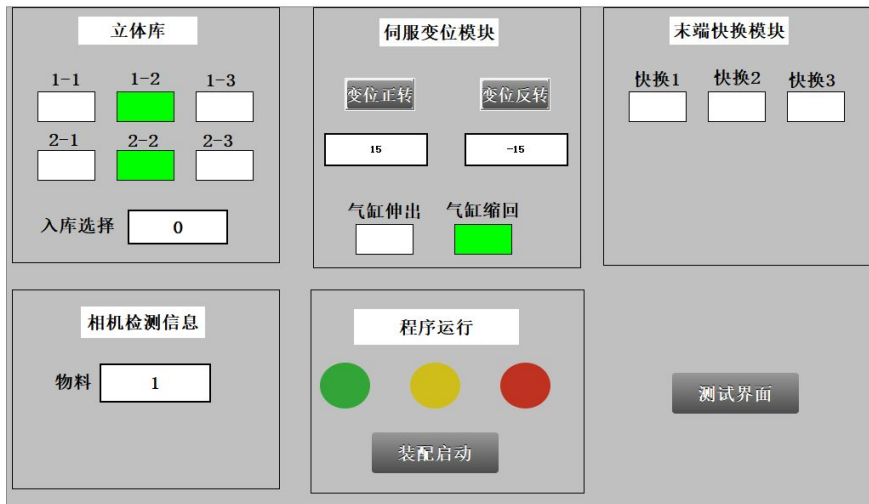 立体库
1-1 1-2 1-3
2-1 2-2 2-3
入库选择 0
伺服变位模块
变位正转 变位反转
15 -15
气缸伸出 气缸缩回
末端快换模块
快换1 快换2 快换3
相机检测信息
物料 1
程序运行
装配启动
测试界面